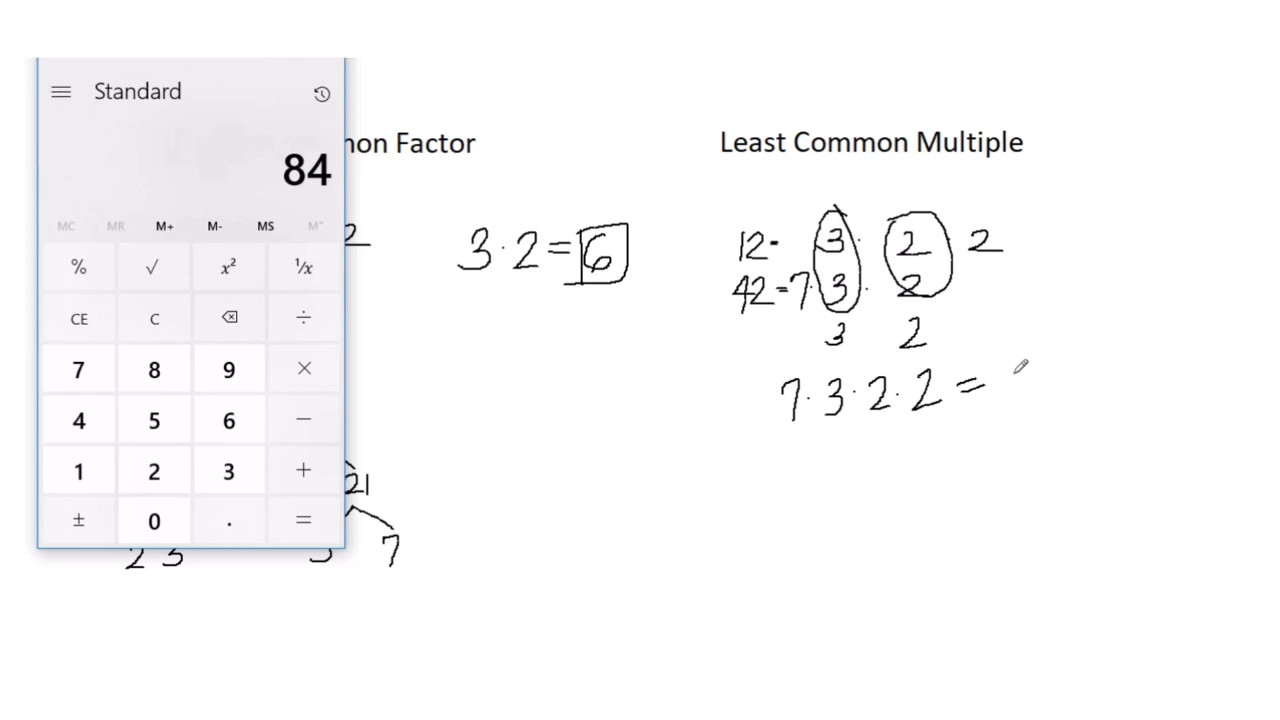 Standard
84
MC MR M+ M- MS
% √ x² ¹/x
CE C ÷
7 8 9 ×
4 5 6 −
1 2 3 +
± 0 . =
mon Factor
2
3·2=6
21
2 3 3 7
Least Common Multiple
12- 3 · 2 2
42=7·3·2
3 2
7·3·2·2=